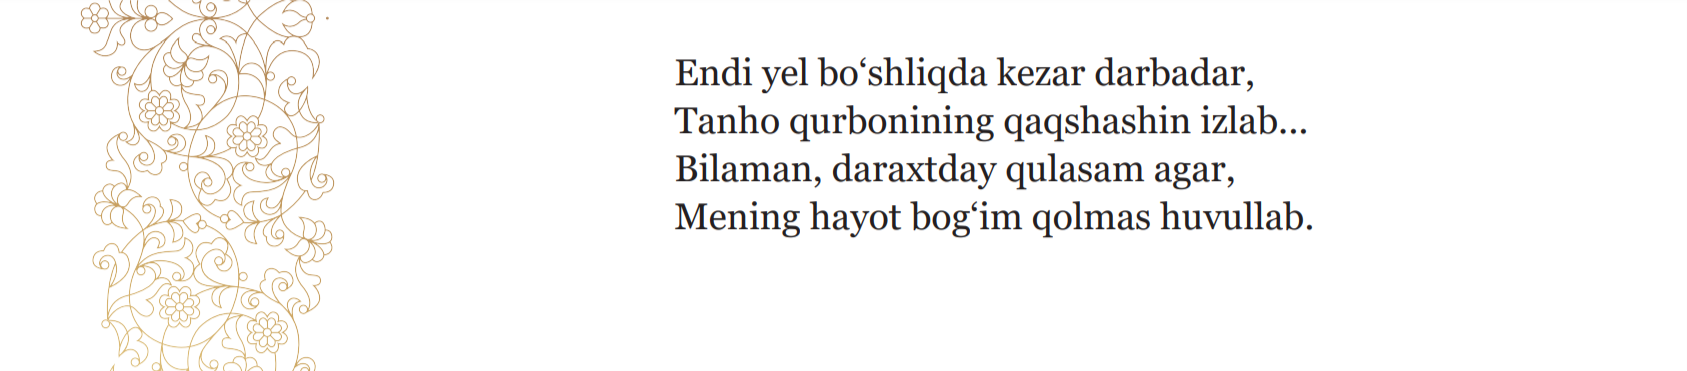 Endi yel bo‘shliqda kezar darbadar,
Tanho qurbonining qaqshashin izlab...
Bilaman, daraxtday qulasam agar,
Mening hayot bog‘im qolmas huvullab.